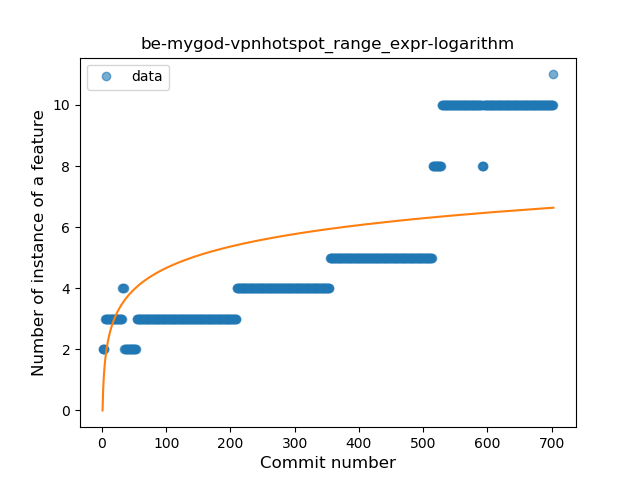 be-mygod-vpnhotspot_range_expr-logarithm
data
Number of instance of a feature
10
8
6
4
2
0
0 100 200 300 400 500 600 700
Commit number